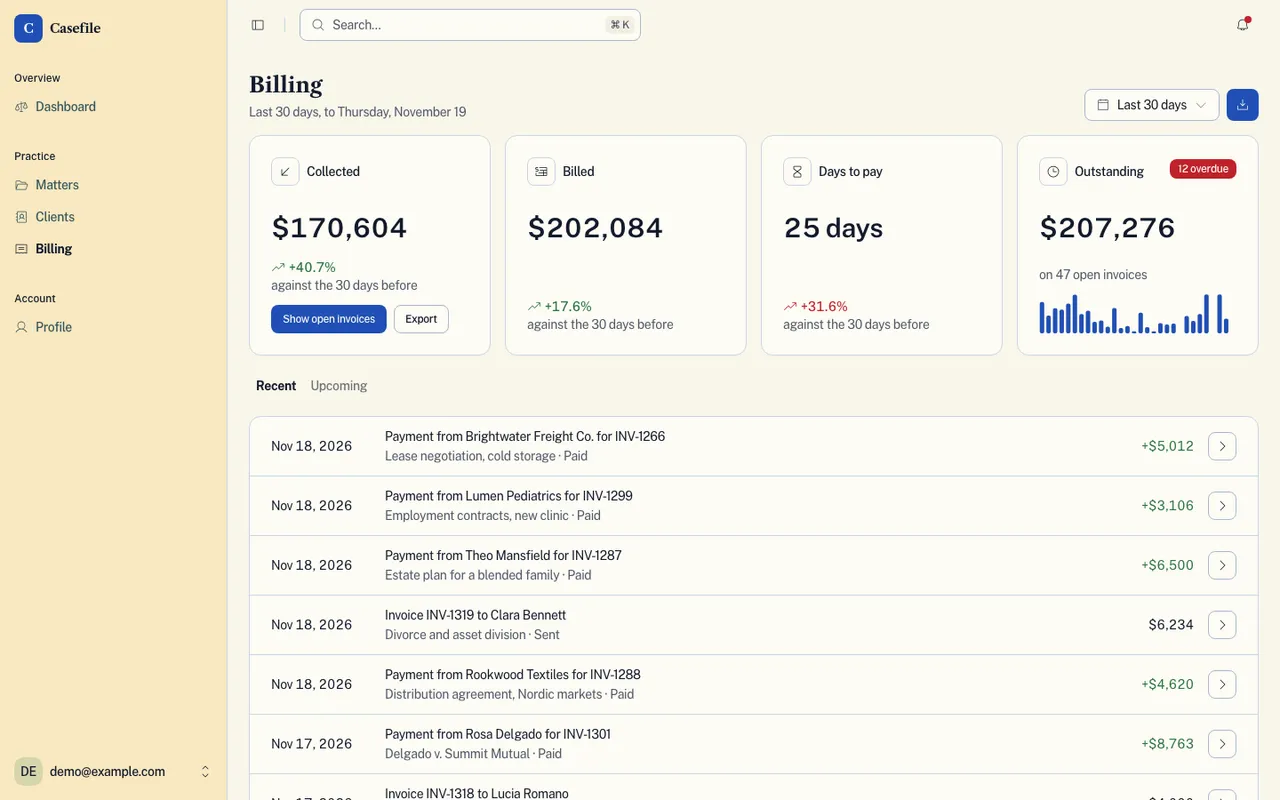 C Casefile
Overview
Dashboard
Practice
Matters
Clients
Billing
Account
Profile
DE demo@example.com
Search... ⌘ K
Billing
Last 30 days, to Thursday, November 19
Last 30 days
Collected
$170,604
+40.7%
against the 30 days before
Show open invoices Export
Billed
$202,084
+17.6%
against the 30 days before
Days to pay
25 days
+31.6%
against the 30 days before
Outstanding 12 overdue
$207,276
on 47 open invoices
Recent Upcoming
Nov 18, 2026 Payment from Brightwater Freight Co. for INV-1266 +$5,012
Lease negotiation, cold storage · Paid
Nov 18, 2026 Payment from Lumen Pediatrics for INV-1299 +$3,106
Employment contracts, new clinic · Paid
Nov 18, 2026 Payment from Theo Mansfield for INV-1287 +$6,500
Estate plan for a blended family · Paid
Nov 18, 2026 Invoice INV-1319 to Clara Bennett $6,234
Divorce and asset division · Sent
Nov 18, 2026 Payment from Rookwood Textiles for INV-1288 +$4,620
Distribution agreement, Nordic markets · Paid
Nov 17, 2026 Payment from Rosa Delgado for INV-1301 +$8,763
Delgado v. Summit Mutual · Paid
Invoice INV-1318 to Lucia Romano